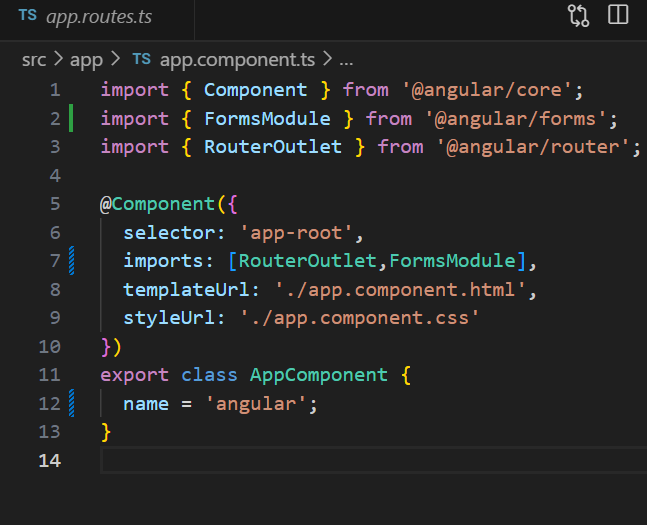 TS app.routes.ts
src > app > TS app.component.ts > ...
1 import { Component } from '@angular/core';
2 import { FormsModule } from '@angular/forms';
3 import { RouterOutlet } from '@angular/router';
4
5 @Component({
6   selector: 'app-root',
7   imports: [RouterOutlet,FormsModule],
8   templateUrl: './app.component.html',
9   styleUrl: './app.component.css'
10 })
11 export class AppComponent {
12   name = 'angular';
13 }
14